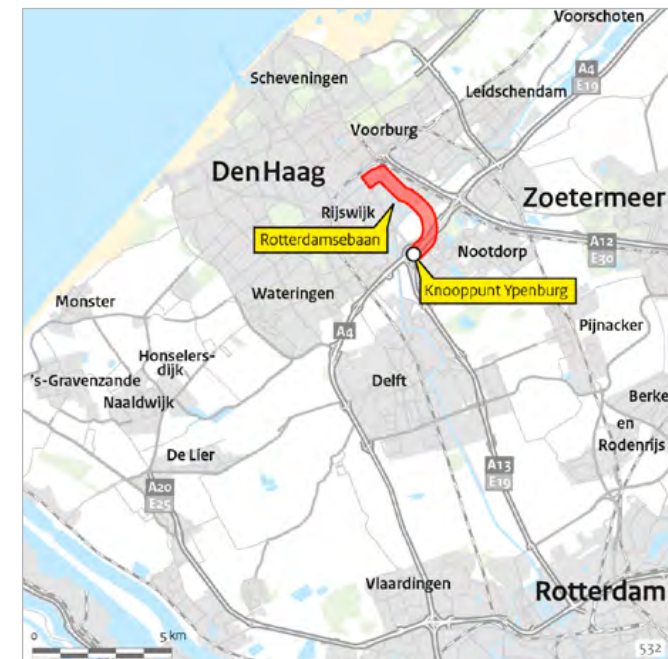 Voorschoten
A4
E19
Scheveningen
Leidschendam
Voorburg
Den Haag
Zoetermeer
Rijswijk
Rotterdamsebaan
A12
E30
Nootdorp
Knooppunt Ypenburg
Wateringen
Monster
A4
Pijnacker
Honselers-
dijk
's-Gravenzande
Naaldwijk
Delft
Berke
en
Rodenrijs
De Lier
A13
E19
A20
E25
Vlaardingen
Rotterdam
0
5 km
532